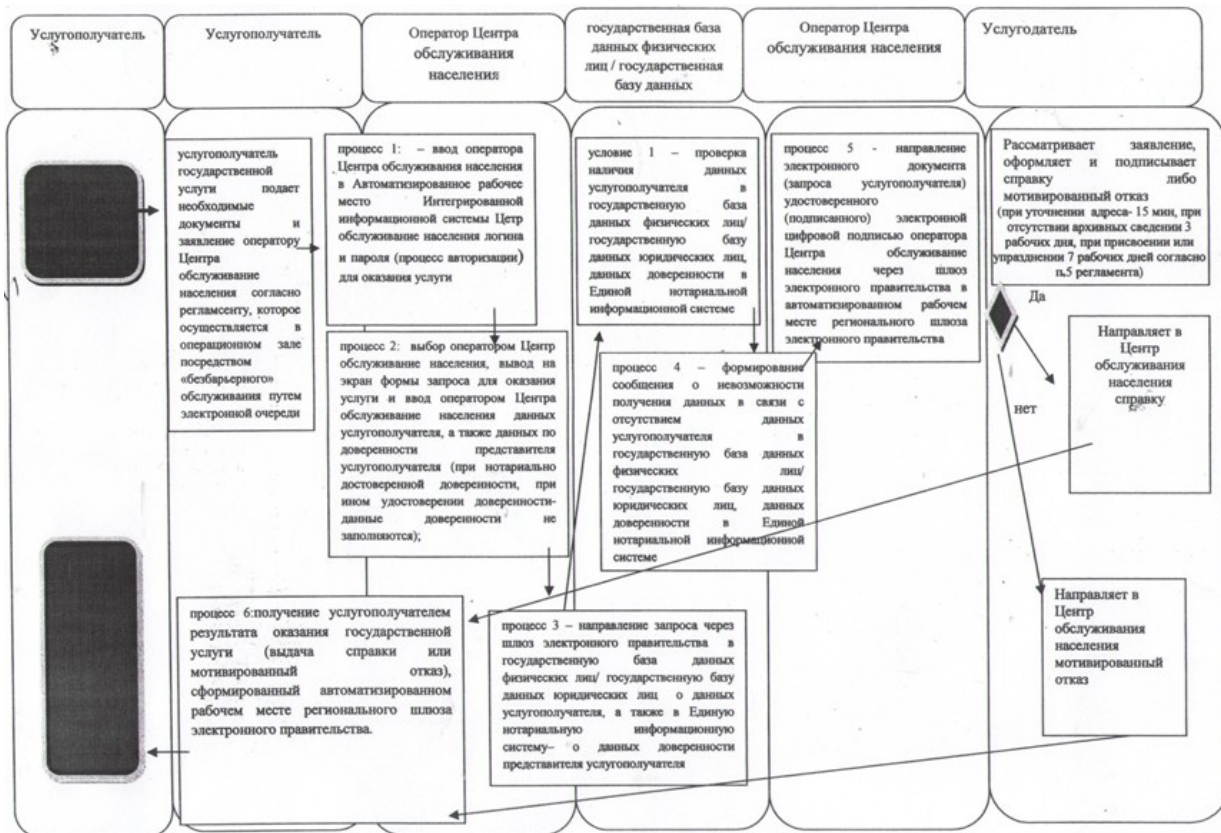 Услугополучатель
Услугополучатель
Оператор Центра
обслуживания
населения
государственная база
данных физических
лиц / государственная
базу данных
Оператор Центра
обслуживания населения
Услугодатель
услугополучатель
государственной
услуги подает
необходимые
документы и
заявление оператору
Центра
обслуживание
населения согласно
регламсенту, которое
осуществляется в
операционном зале
посредством
«безбарьерного»
обслуживания путем
электронной очереди
процесс 1: – ввод оператора
Центра обслуживания населения
в Автоматизированное рабочее
место Интегрированной
информационной системы Цетр
обслуживание населения логина
и пароля (процесс авторизации)
для оказания услуги
процесс 2: выбор оператором Центр
обслуживание населения, вывод на
экран формы запроса для оказания
услуги и ввод оператором Центра
обслуживание населения данных
услугополучателя, а также данных по
доверенности представителя
услугополучателя (при нотариально
достоверенной доверенности, при
ином удостоверении доверенности-
данные доверенности не
заполняются);
условие 1 – проверка
наличия данных
услугополучателя в
государственную база
данных физических лиц/
государственную базу
данных юридических лиц,
данных доверенности в
Единой нотариальной
информационной системе
процесс 4 – формирование
сообщения о невозможности
получения данных в связи с
отсутствием данных
услугополучателя в
государственную база данных
физических лиц/
государственную базу данных
юридических лиц, данных
доверенности в Единой
нотариальной информационной
системе
процесс 5 - направление
электронного документа
(запроса услугополучателя)
удостоверенного
(подписанного) электронной
цифровой подписью оператора
Центра обслуживание
населения через шлюз
электронного правительства в
автоматизированном рабочем
месте регионального шлюза
электронного правительства
Рассматривает заявление,
оформляет и подписывает
справку либо
мотивированный отказ
(при уточнении адреса- 15 мин, при
отсутствии архивных сведении 3
рабочих дня, при присвоении или
упразднении 7 рабочих дней согласно
п.5 регламента)
Да
нет
Направляет в
Центр
обслуживания
населения
справку
Направляет в
Центр
обслуживания
населения
мотивированный
отказ
процесс 6:получение услугополучателем
результата оказания государственной
услуги (выдача справки или
мотивированный отказ),
сформированный автоматизированном
рабочем месте регионального шлюза
электронного правительства.
процесс 3 – направление запроса через
шлюз электронного правительства в
государственную база данных
физических лиц/ государственную базу
данных юридических лиц о данных
услугополучателя, а также в Единую
нотариальную информационную
систему– о данных доверенности
представителя услугополучателя